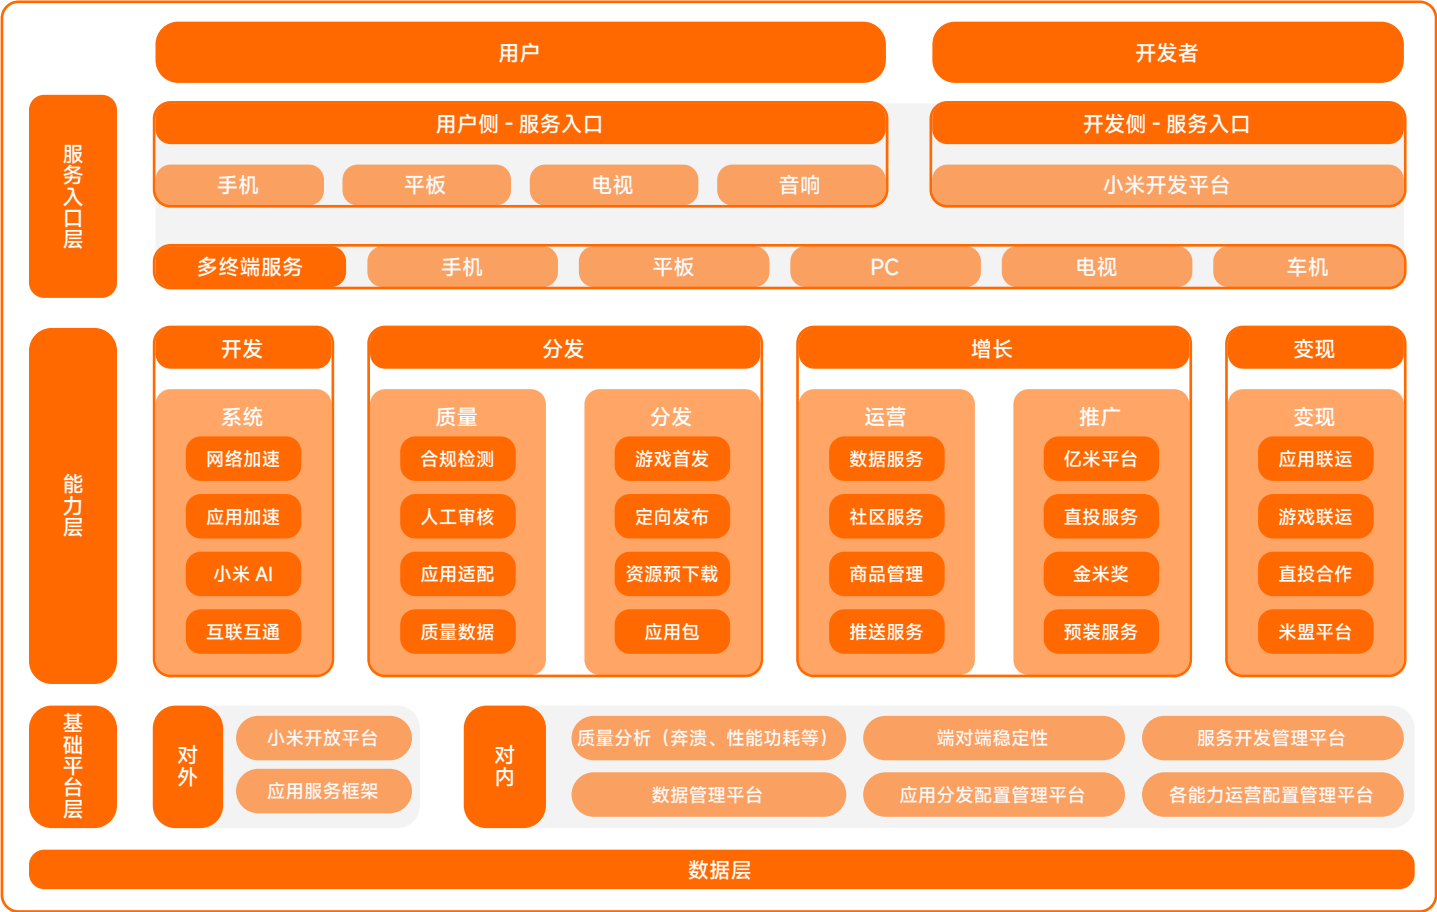 用户
开发者
服务入口层
用户侧 - 服务入口
开发侧 - 服务入口
手机
平板
电视
音响
小米开发平台
多终端服务
手机
平板
PC
电视
车机
能力层
开发
分发
增长
变现
系统
网络加速
应用加速
小米 AI
互联互通
质量
合规检测
人工审核
应用适配
质量数据
分发
游戏首发
定向发布
资源预下载
应用包
运营
数据服务
社区服务
商品管理
推送服务
推广
亿米平台
直投服务
金米奖
预装服务
变现
应用联运
游戏联运
直投合作
米盟平台
基础平台层
对外
小米开放平台
应用服务框架
对内
质量分析（奔溃、性能功耗等）
端对端稳定性
服务开发管理平台
数据管理平台
应用分发配置管理平台
各能力运营配置管理平台
数据层